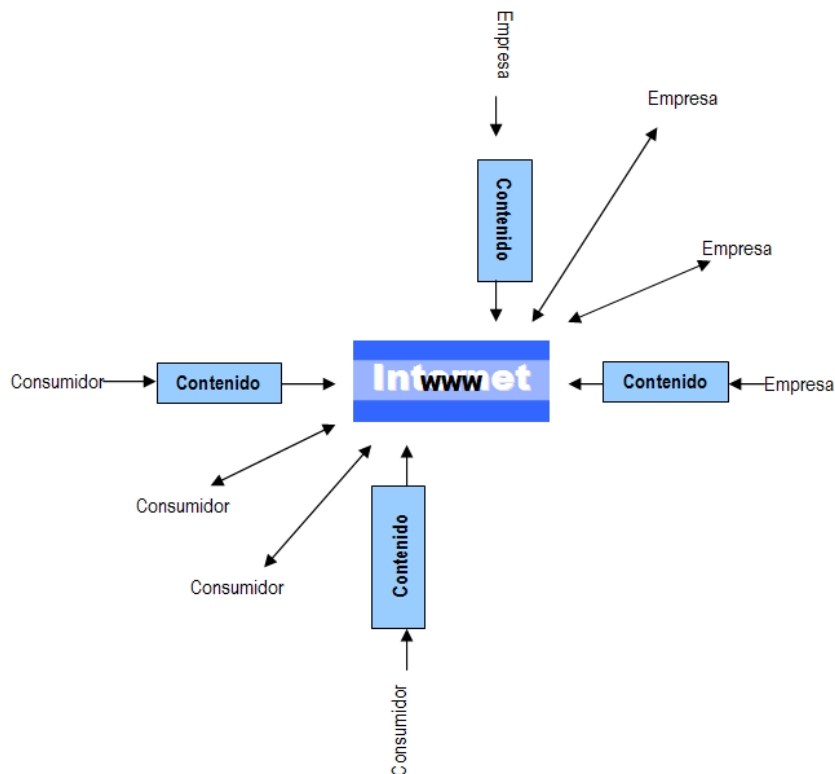 Empresa
Empresa
Contenido
Empresa
Internet
www
Consumidor
Contenido
Contenido
Empresa
Consumidor
Contenido
Consumidor
Consumidor